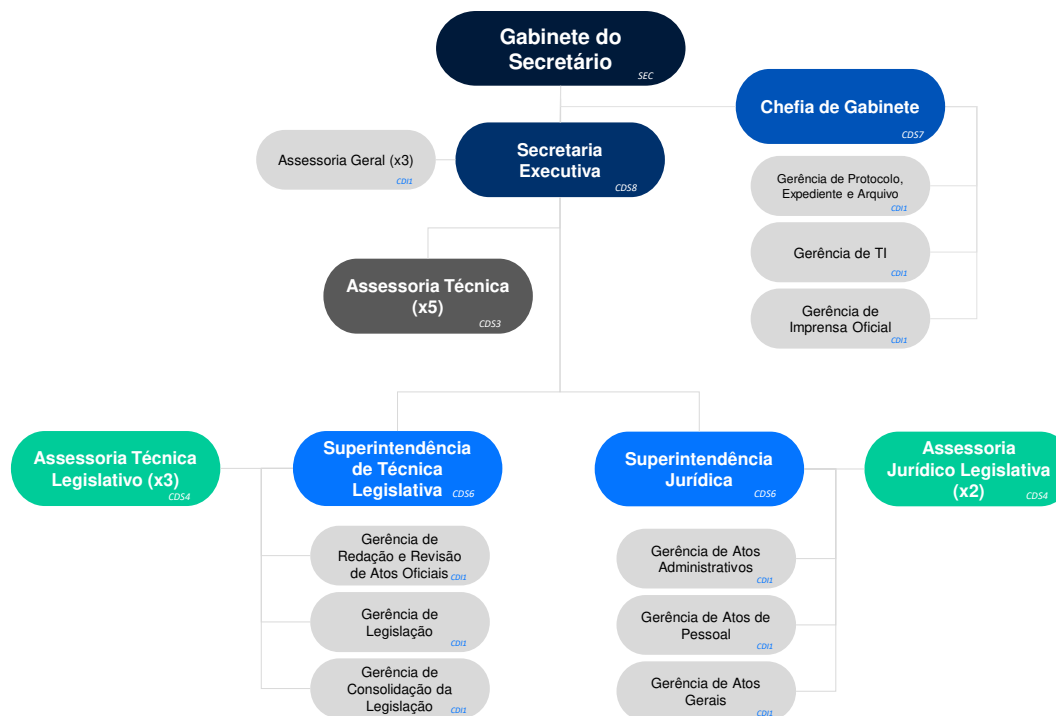 Gabinete do
Secretário
SEC
Chefia de Gabinete
CDS7
Assessoria Geral (x3)
CDI1
Secretaria
Executiva
CDS8
Gerência de Protocolo,
Expediente e Arquivo
CDI1
Gerência de TI
CDI1
Assessoria Técnica
(x5)
CDS3
Gerência de
Imprensa Oficial
CDI1
Assessoria Técnica
Legislativo (x3)
CDS4
Superintendência
de Técnica
Legislativa
CDS6
Superintendência
Jurídica
CDS6
Assessoria
Jurídico Legislativa
(x2)
CDS4
Gerência de
Redação e Revisão
de Atos Oficiais
CDI1
Gerência de
Legislação
CDI1
Gerência de
Consolidação da
Legislação
CDI1
Gerência de Atos
Administrativos
CDI1
Gerência de Atos de
Pessoal
CDI1
Gerência de Atos
Gerais
CDI1